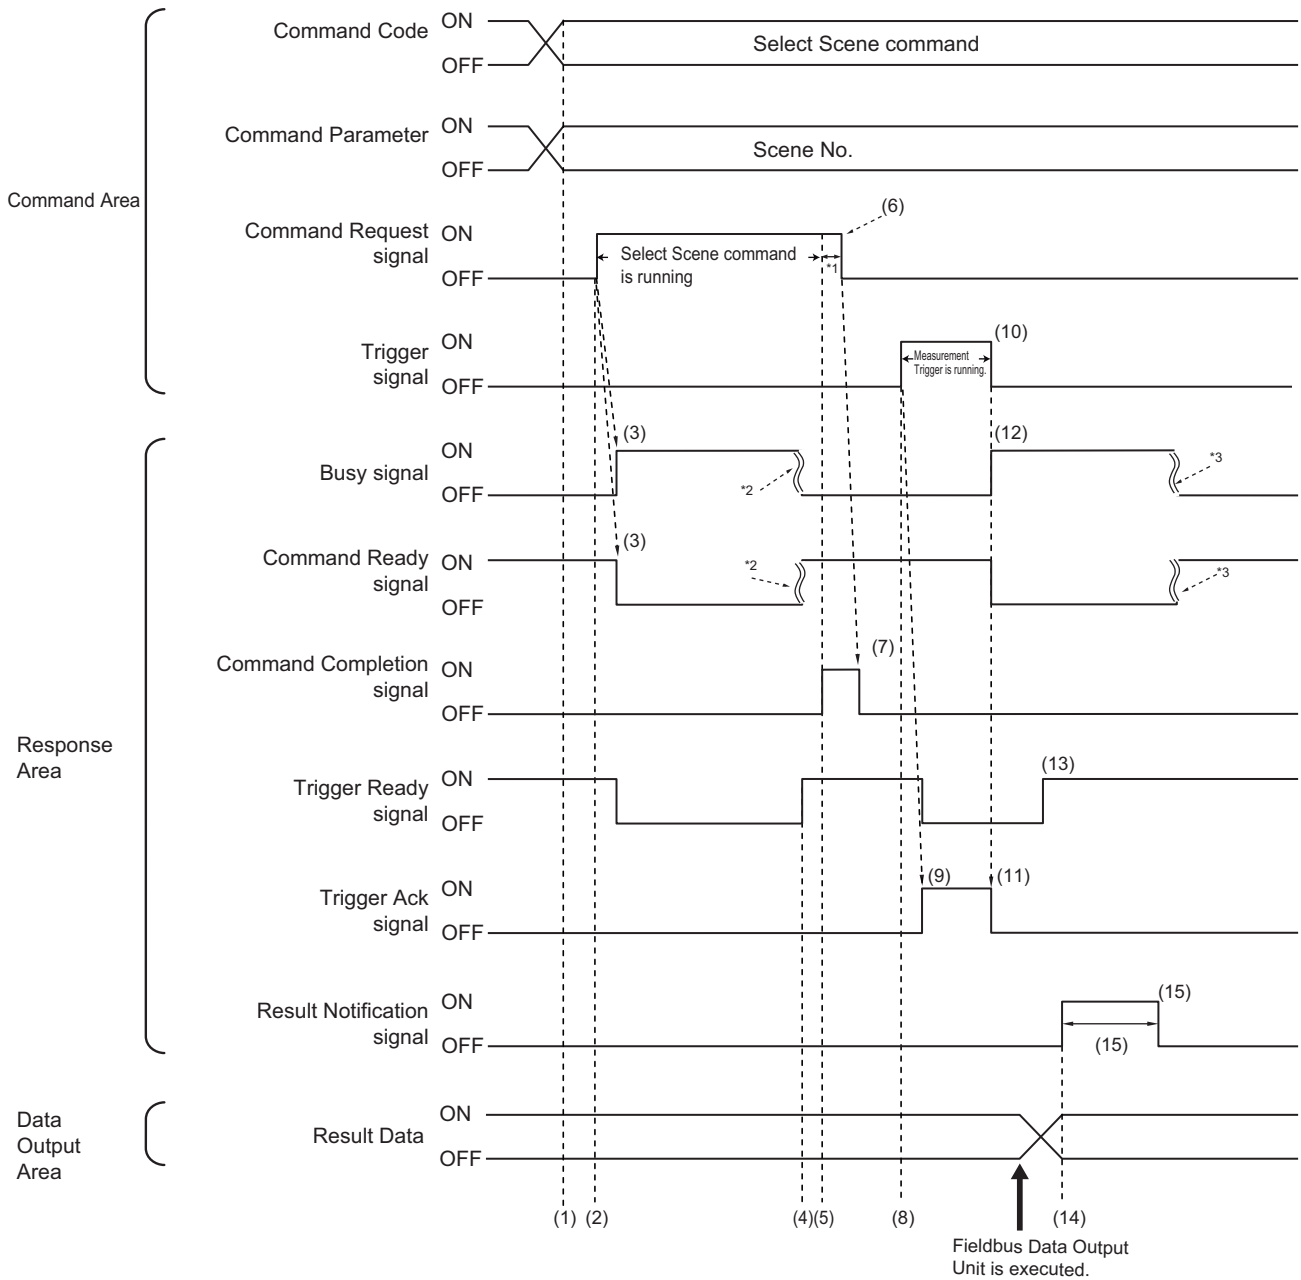 Command Code
ON
OFF
Select Scene command
Command Parameter
ON
OFF
Scene No.
Command Area
Command Request
signal
ON
OFF
Select Scene command
is running
*1
(6)
Trigger
signal
ON
OFF
Measurement
Trigger is running.
(10)
Busy signal
ON
OFF
(3)
*2
(12)
*3
Command Ready
signal
ON
OFF
(3)
*2
*3
Command Completion
signal
ON
OFF
(7)
Response
Area
Trigger Ready
signal
ON
OFF
(13)
Trigger Ack
signal
ON
OFF
(9)
(11)
Result Notification
signal
ON
OFF
(15)
(15)
Data
Output
Area
Result Data
ON
OFF
(1) (2) (4)(5) (8) (14)
Fieldbus Data Output
Unit is executed.